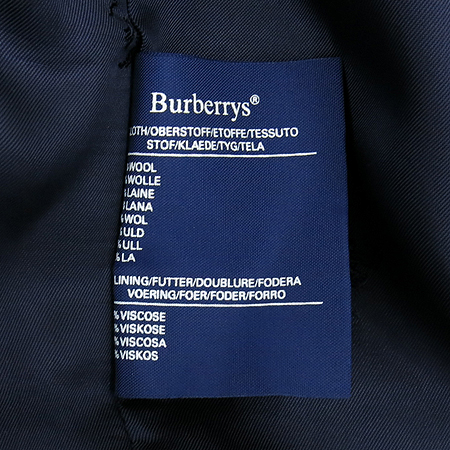 Burberrys®
LOTH/OBERSTOFF/ETOFFE/TESSUTO
STOF/KLAEDE/TYG/TELA
%WOOL
%WOLLE
%LAINE
%LANA
%WOL
%ULD
%ULL
%LA
LINING/FUTTER/DOUBLURE/FODERA
VOERING/FOER/FODER/FORRO
%VISCOSE
%VISKOSE
%VISCOSA
%VISKOS